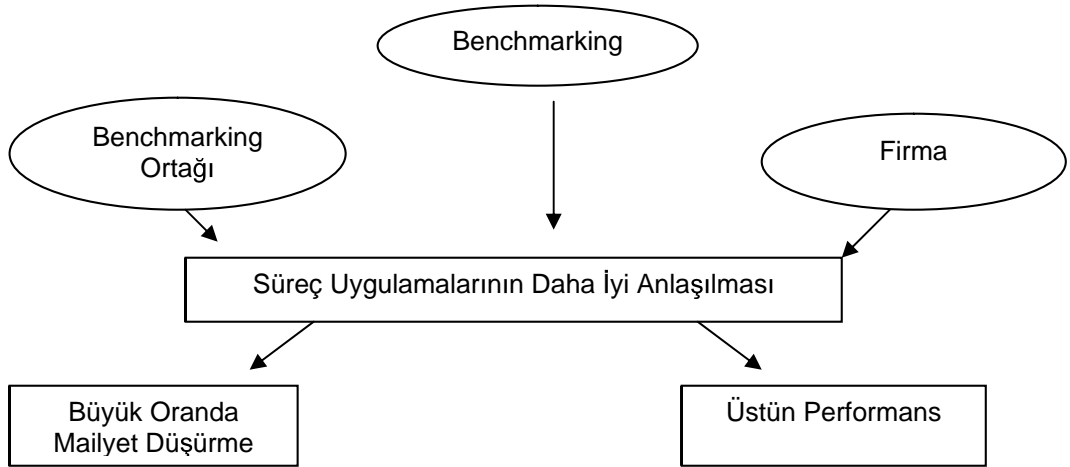 Benchmarking
Benchmarking
Ortağı
Firma
Süreç Uygulamalarının Daha İyi Anlaşılması
Büyük Oranda
Mailyet Düşürme
Üstün Performans